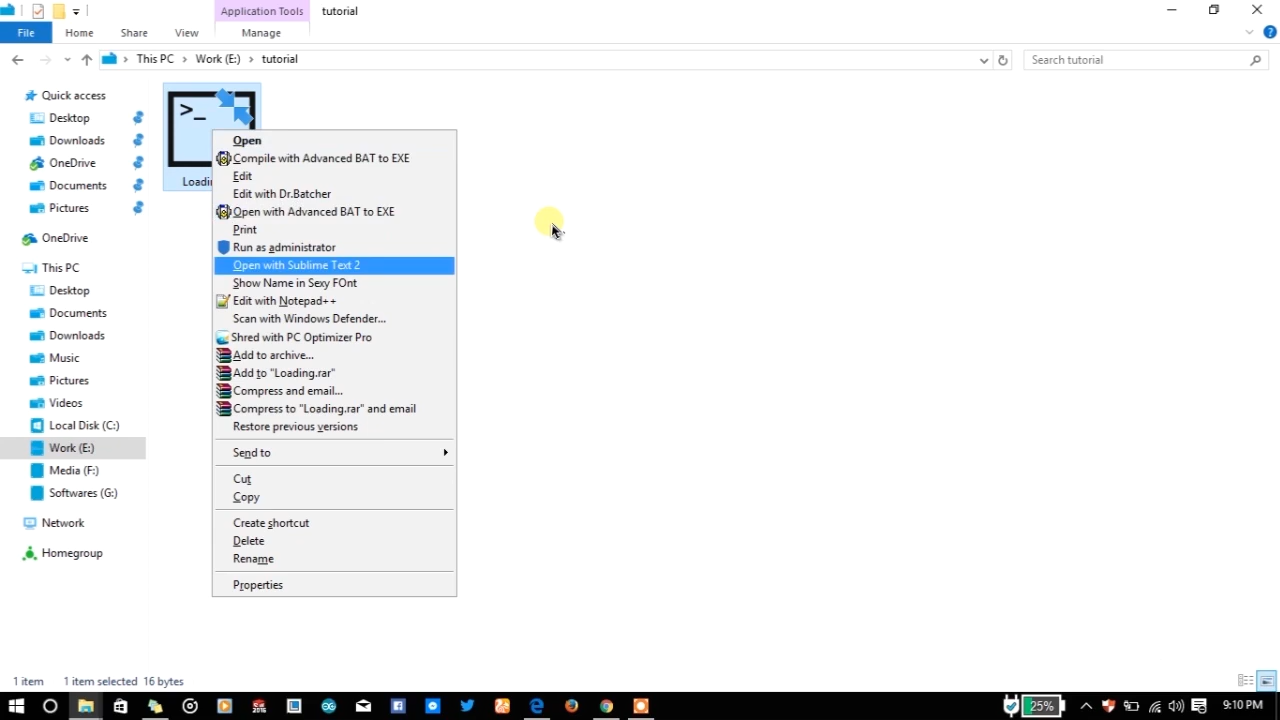 Application Tools
tutorial
File
Home
Share
View
Manage
This PC
Work (E:)
tutorial
Search tutorial
Quick access
Desktop
Downloads
OneDrive
Documents
Pictures
OneDrive
This PC
Desktop
Documents
Downloads
Music
Pictures
Videos
Local Disk (C:)
Work (E:)
Media (F:)
Softwares (G:)
Network
Homegroup
>_
Open
Compile with Advanced BAT to EXE
Edit
Edit with Dr.Batcher
Open with Advanced BAT to EXE
Print
Run as administrator
Open with Sublime Text 2
Show Name in Sexy FOnt
Edit with Notepad++
Scan with Windows Defender...
Shred with PC Optimizer Pro
Add to archive...
Add to "Loading.rar"
Compress and email...
Compress to "Loading.rar" and email
Restore previous versions
Send to
Cut
Copy
Create shortcut
Delete
Rename
Properties
1 item
1 item selected 16 bytes
25%
9:10 PM